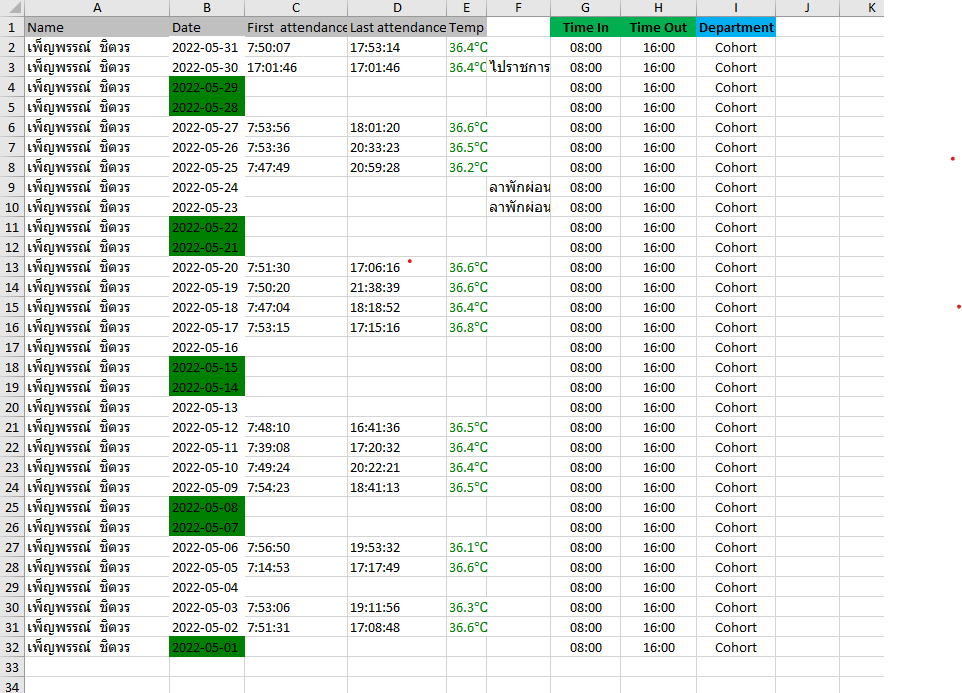 A B C D E F G H I J K
1 Name Date First attendance Last attendance Temp Time In Time Out Department
2 เพ็ญพรรณ์ ชิตวร 2022-05-31 7:50:07 17:53:14 36.4℃ 08:00 16:00 Cohort
3 เพ็ญพรรณ์ ชิตวร 2022-05-30 17:01:46 17:01:46 36.4℃ ไปราชการ 08:00 16:00 Cohort
4 เพ็ญพรรณ์ ชิตวร 2022-05-29 08:00 16:00 Cohort
5 เพ็ญพรรณ์ ชิตวร 2022-05-28 08:00 16:00 Cohort
6 เพ็ญพรรณ์ ชิตวร 2022-05-27 7:53:56 18:01:20 36.6℃ 08:00 16:00 Cohort
7 เพ็ญพรรณ์ ชิตวร 2022-05-26 7:53:36 20:33:23 36.5℃ 08:00 16:00 Cohort
8 เพ็ญพรรณ์ ชิตวร 2022-05-25 7:47:49 20:59:28 36.2℃ 08:00 16:00 Cohort
9 เพ็ญพรรณ์ ชิตวร 2022-05-24 ลาพักผ่อน 08:00 16:00 Cohort
10 เพ็ญพรรณ์ ชิตวร 2022-05-23 ลาพักผ่อน 08:00 16:00 Cohort
11 เพ็ญพรรณ์ ชิตวร 2022-05-22 08:00 16:00 Cohort
12 เพ็ญพรรณ์ ชิตวร 2022-05-21 08:00 16:00 Cohort
13 เพ็ญพรรณ์ ชิตวร 2022-05-20 7:51:30 17:06:16 36.6℃ 08:00 16:00 Cohort
14 เพ็ญพรรณ์ ชิตวร 2022-05-19 7:50:20 21:38:39 36.6℃ 08:00 16:00 Cohort
15 เพ็ญพรรณ์ ชิตวร 2022-05-18 7:47:04 18:18:52 36.4℃ 08:00 16:00 Cohort
16 เพ็ญพรรณ์ ชิตวร 2022-05-17 7:53:15 17:15:16 36.8℃ 08:00 16:00 Cohort
17 เพ็ญพรรณ์ ชิตวร 2022-05-16 08:00 16:00 Cohort
18 เพ็ญพรรณ์ ชิตวร 2022-05-15 08:00 16:00 Cohort
19 เพ็ญพรรณ์ ชิตวร 2022-05-14 08:00 16:00 Cohort
20 เพ็ญพรรณ์ ชิตวร 2022-05-13 08:00 16:00 Cohort
21 เพ็ญพรรณ์ ชิตวร 2022-05-12 7:48:10 16:41:36 36.5℃ 08:00 16:00 Cohort
22 เพ็ญพรรณ์ ชิตวร 2022-05-11 7:39:08 17:20:32 36.4℃ 08:00 16:00 Cohort
23 เพ็ญพรรณ์ ชิตวร 2022-05-10 7:49:24 20:22:21 36.4℃ 08:00 16:00 Cohort
24 เพ็ญพรรณ์ ชิตวร 2022-05-09 7:54:23 18:41:13 36.5℃ 08:00 16:00 Cohort
25 เพ็ญพรรณ์ ชิตวร 2022-05-08 08:00 16:00 Cohort
26 เพ็ญพรรณ์ ชิตวร 2022-05-07 08:00 16:00 Cohort
27 เพ็ญพรรณ์ ชิตวร 2022-05-06 7:56:50 19:53:32 36.1℃ 08:00 16:00 Cohort
28 เพ็ญพรรณ์ ชิตวร 2022-05-05 7:14:53 17:17:49 36.6℃ 08:00 16:00 Cohort
29 เพ็ญพรรณ์ ชิตวร 2022-05-04 08:00 16:00 Cohort
30 เพ็ญพรรณ์ ชิตวร 2022-05-03 7:53:06 19:11:56 36.3℃ 08:00 16:00 Cohort
31 เพ็ญพรรณ์ ชิตวร 2022-05-02 7:51:31 17:08:48 36.6℃ 08:00 16:00 Cohort
32 เพ็ญพรรณ์ ชิตวร 2022-05-01 08:00 16:00 Cohort
33
34